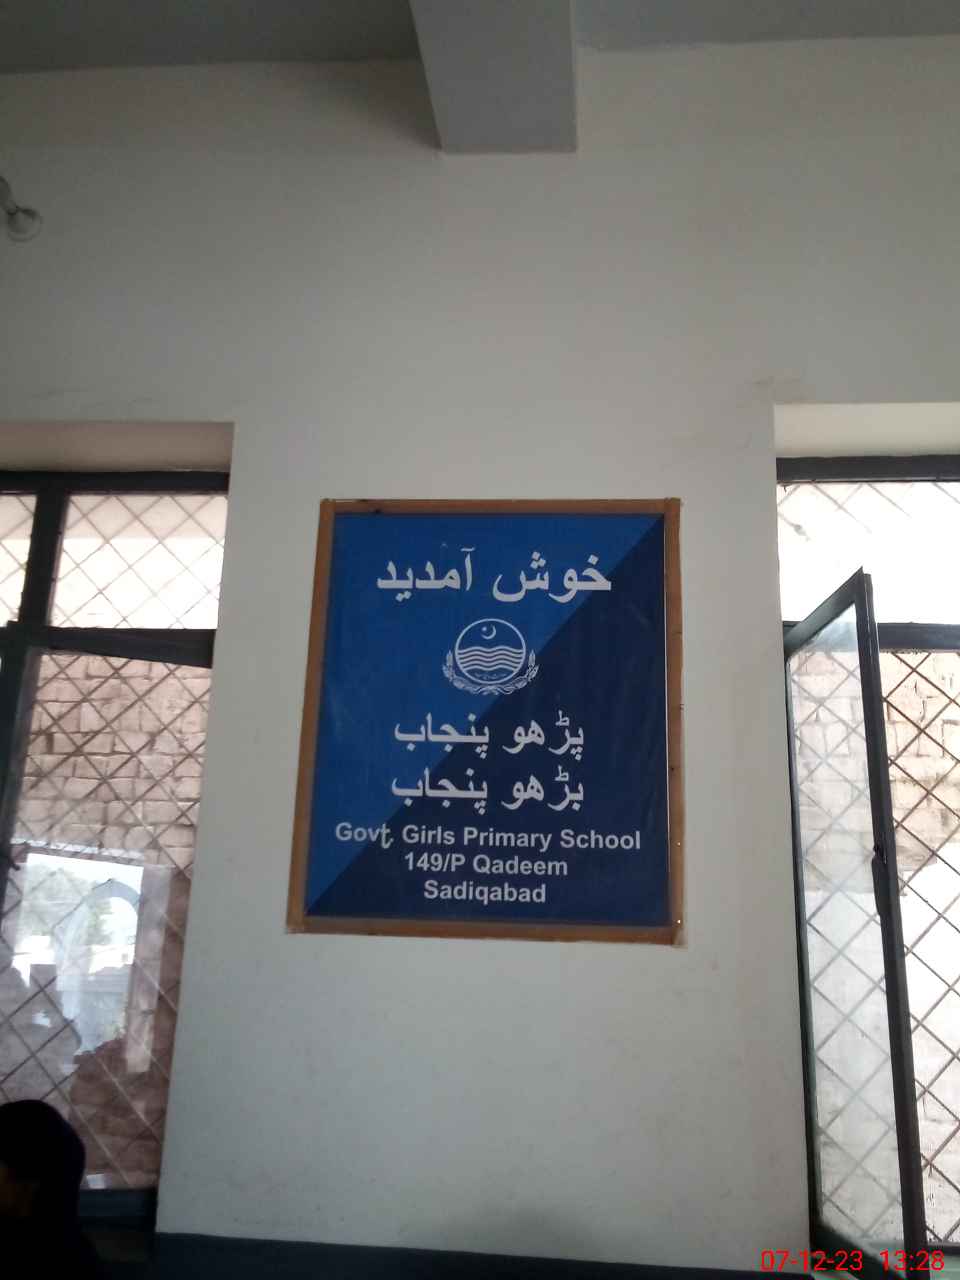 خوش آمدید
پڑھو پنجاب
بڑھو پنجاب
Govt Girls Primary School
149/P Qadeem
Sadiqabad
07-12-23 13:28